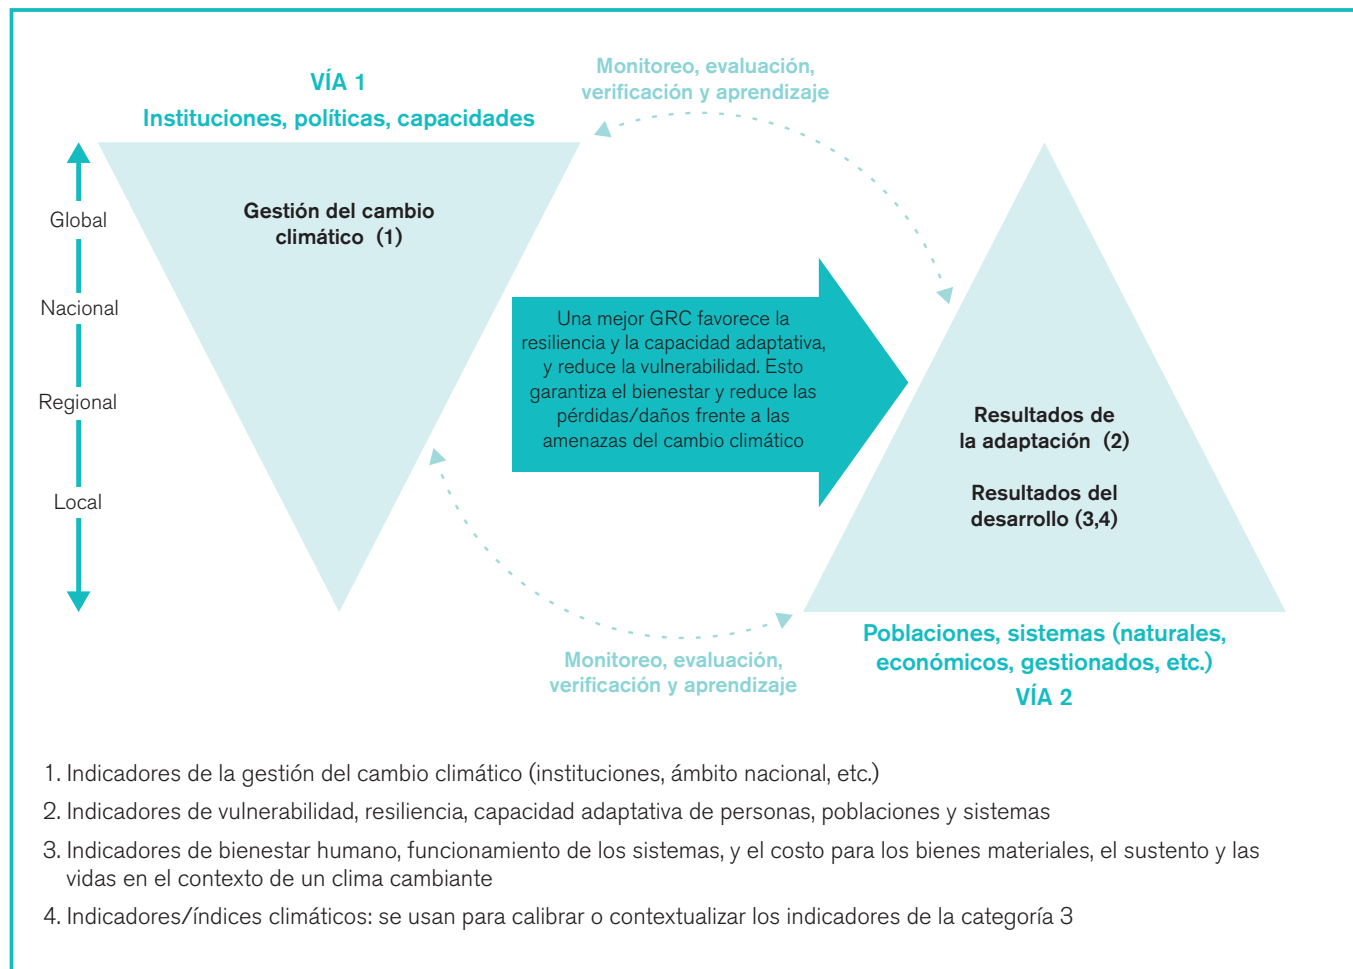 VÍA 1
Instituciones, políticas, capacidades
Monitoreo, evaluación,
verificación y aprendizaje
Global
Nacional
Regional
Local
Gestión del cambio
climático (1)
Una mejor GRC favorece la
resiliencia y la capacidad adaptativa,
y reduce la vulnerabilidad. Esto
garantiza el bienestar y reduce las
pérdidas/daños frente a las
amenazas del cambio climático
Resultados de
la adaptación (2)
Resultados del
desarrollo (3,4)
Monitoreo, evaluación,
verificación y aprendizaje
Poblaciones, sistemas (naturales,
económicos, gestionados, etc.)
VÍA 2
1. Indicadores de la gestión del cambio climático (instituciones, ámbito nacional, etc.)
2. Indicadores de vulnerabilidad, resiliencia, capacidad adaptativa de personas, poblaciones y sistemas
3. Indicadores de bienestar humano, funcionamiento de los sistemas, y el costo para los bienes materiales, el sustento y las
vidas en el contexto de un clima cambiante
4. Indicadores/índices climáticos: se usan para calibrar o contextualizar los indicadores de la categoría 3